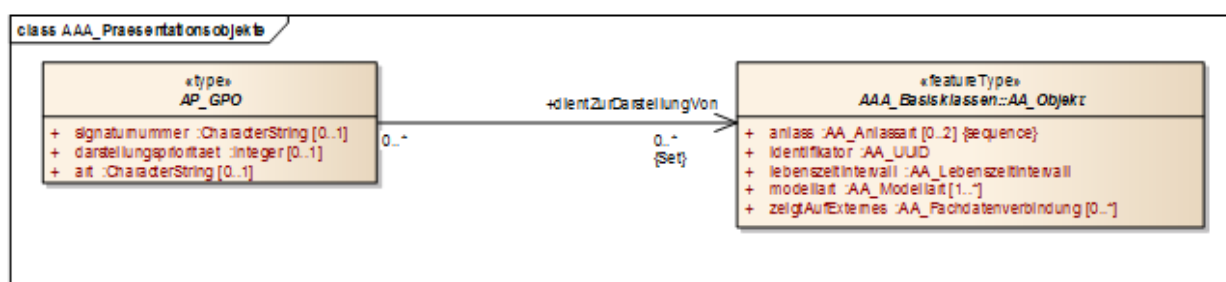 class AAA_Praesentationsobjekte
«type»
AP_GPO
+ signaturnummer :CharacterString [0..1]
+ darstellungsprioritaet :Integer [0..1]
+ art :CharacterString [0..1]
+dientZurDarstellungVon
0..*
0..*
{Set}
«featureType»
AAA_Basisklassen::AA_Objekt
+ anlass :AA_Anlassart [0..2] {sequence}
+ identifikator :AA_UUID
+ lebenszeitintervall :AA_Lebenszeitintervall
+ modellart :AA_Modellart [1..*]
+ zeigtAufExternes :AA_Fachdatenverbindung [0..*]